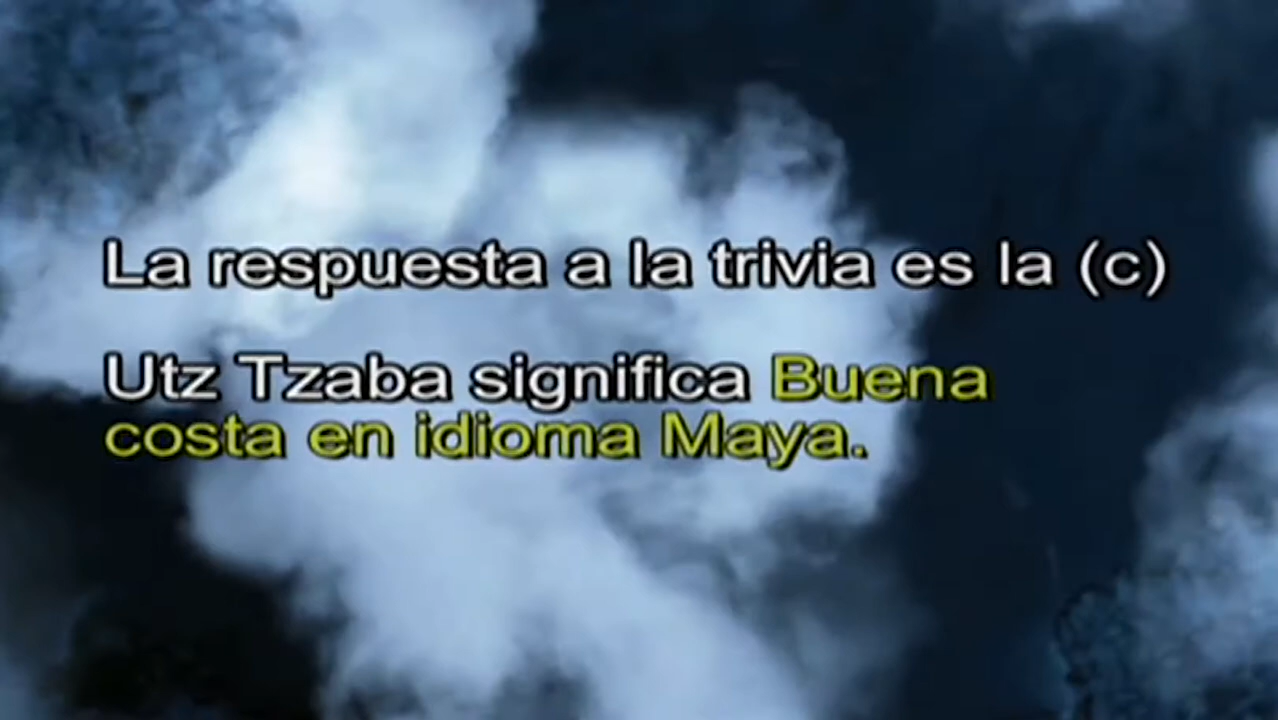 La respuesta a la trivia es la (c)
Utz Tzaba significa Buena
costa en idioma Maya.